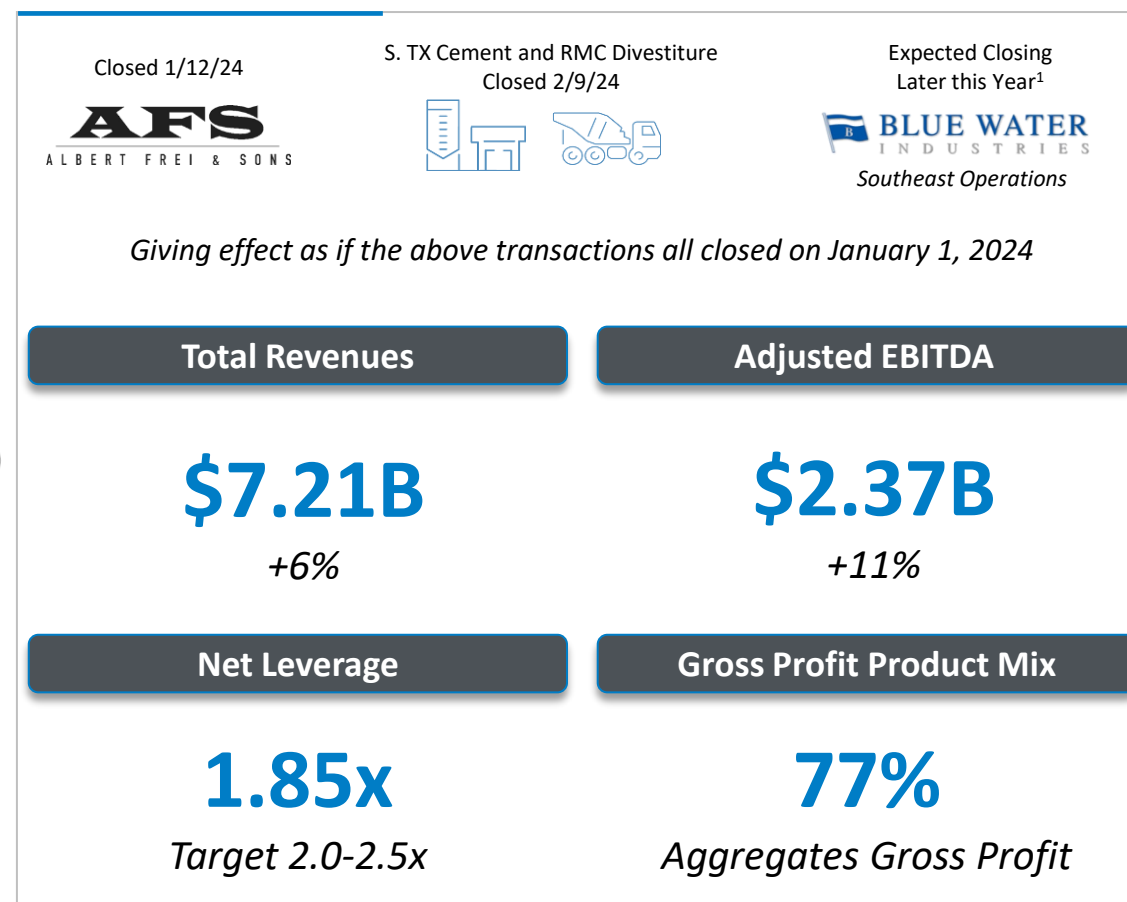 Closed 1/12/24
AFS
ALBERT FREI & SONS
S. TX Cement and RMC Divestiture
Closed 2/9/24
Expected Closing
Later this Year¹
B
BLUE WATER
INDUSTRIES
Southeast Operations
Giving effect as if the above transactions all closed on January 1, 2024
Total Revenues
$7.21B
+6%
Adjusted EBITDA
$2.37B
+11%
Net Leverage
1.85x
Target 2.0-2.5x
Gross Profit Product Mix
77%
Aggregates Gross Profit